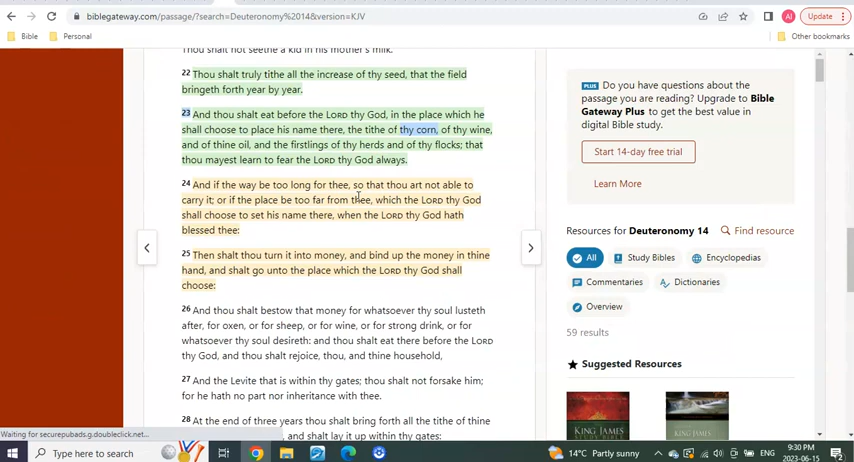 biblegateway.com/passage/?search=Deuteronomy%2014&version=KJV
Update
Bible
Personal
Other bookmarks
Thou shalt not seethe a kid in his mother's milk.
22 Thou shalt truly tithe all the increase of thy seed, that the field
bringeth forth year by year.
23 And thou shalt eat before the LORD thy God, in the place which he
shall choose to place his name there, the tithe of thy corn, of thy wine,
and of thine oil, and the firstlings of thy herds and of thy flocks; that
thou mayest learn to fear the LORD thy God always.
24 And if the way be too long for thee, so that thou art not able to
carry it; or if the place be too far from thee, which the LORD thy God
shall choose to set his name there, when the LORD thy God hath
blessed thee:
25 Then shalt thou turn it into money, and bind up the money in thine
hand, and shalt go unto the place which the LORD thy God shall
choose:
26 And thou shalt bestow that money for whatsoever thy soul lusteth
after, for oxen, or for sheep, or for wine, or for strong drink, or for
whatsoever thy soul desireth: and thou shalt eat there before the LORD
thy God, and thou shalt rejoice, thou, and thine household,
27 And the Levite that is within thy gates; thou shalt not forsake him;
for he hath no part nor inheritance with thee.
28 At the end of three years thou shalt bring forth all the tithe of thine
, and shalt lay it up within thy gates:
PLUS Do you have questions about the
passage you are reading? Upgrade to Bible
Gateway Plus to get the best value in
digital Bible study.
Start 14-day free trial
Learn More
Resources for Deuteronomy 14
Find resource
All
Study Bibles
Encyclopedias
Commentaries
Dictionaries
Overview
59 results
Suggested Resources
KING JAMES
STUDY BIBLE
KING JAMES
Waiting for securepubads.g.doubleclick.net...
Type here to search
14°C Partly sunny
ENG
9:30 PM
2023-06-15
2
AI